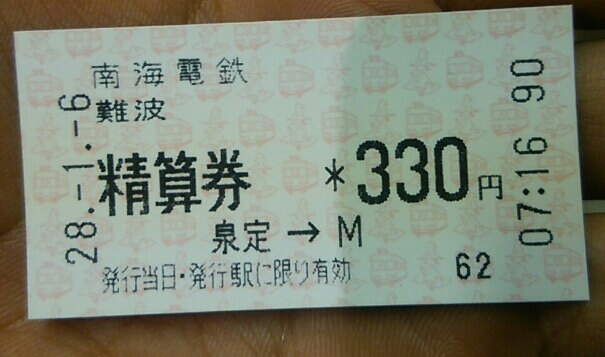 28.-1.-6
南海電鉄
難波
精算券 *330円
泉定 → M
62
発行当日・発行駅に限り有効
07:16 90